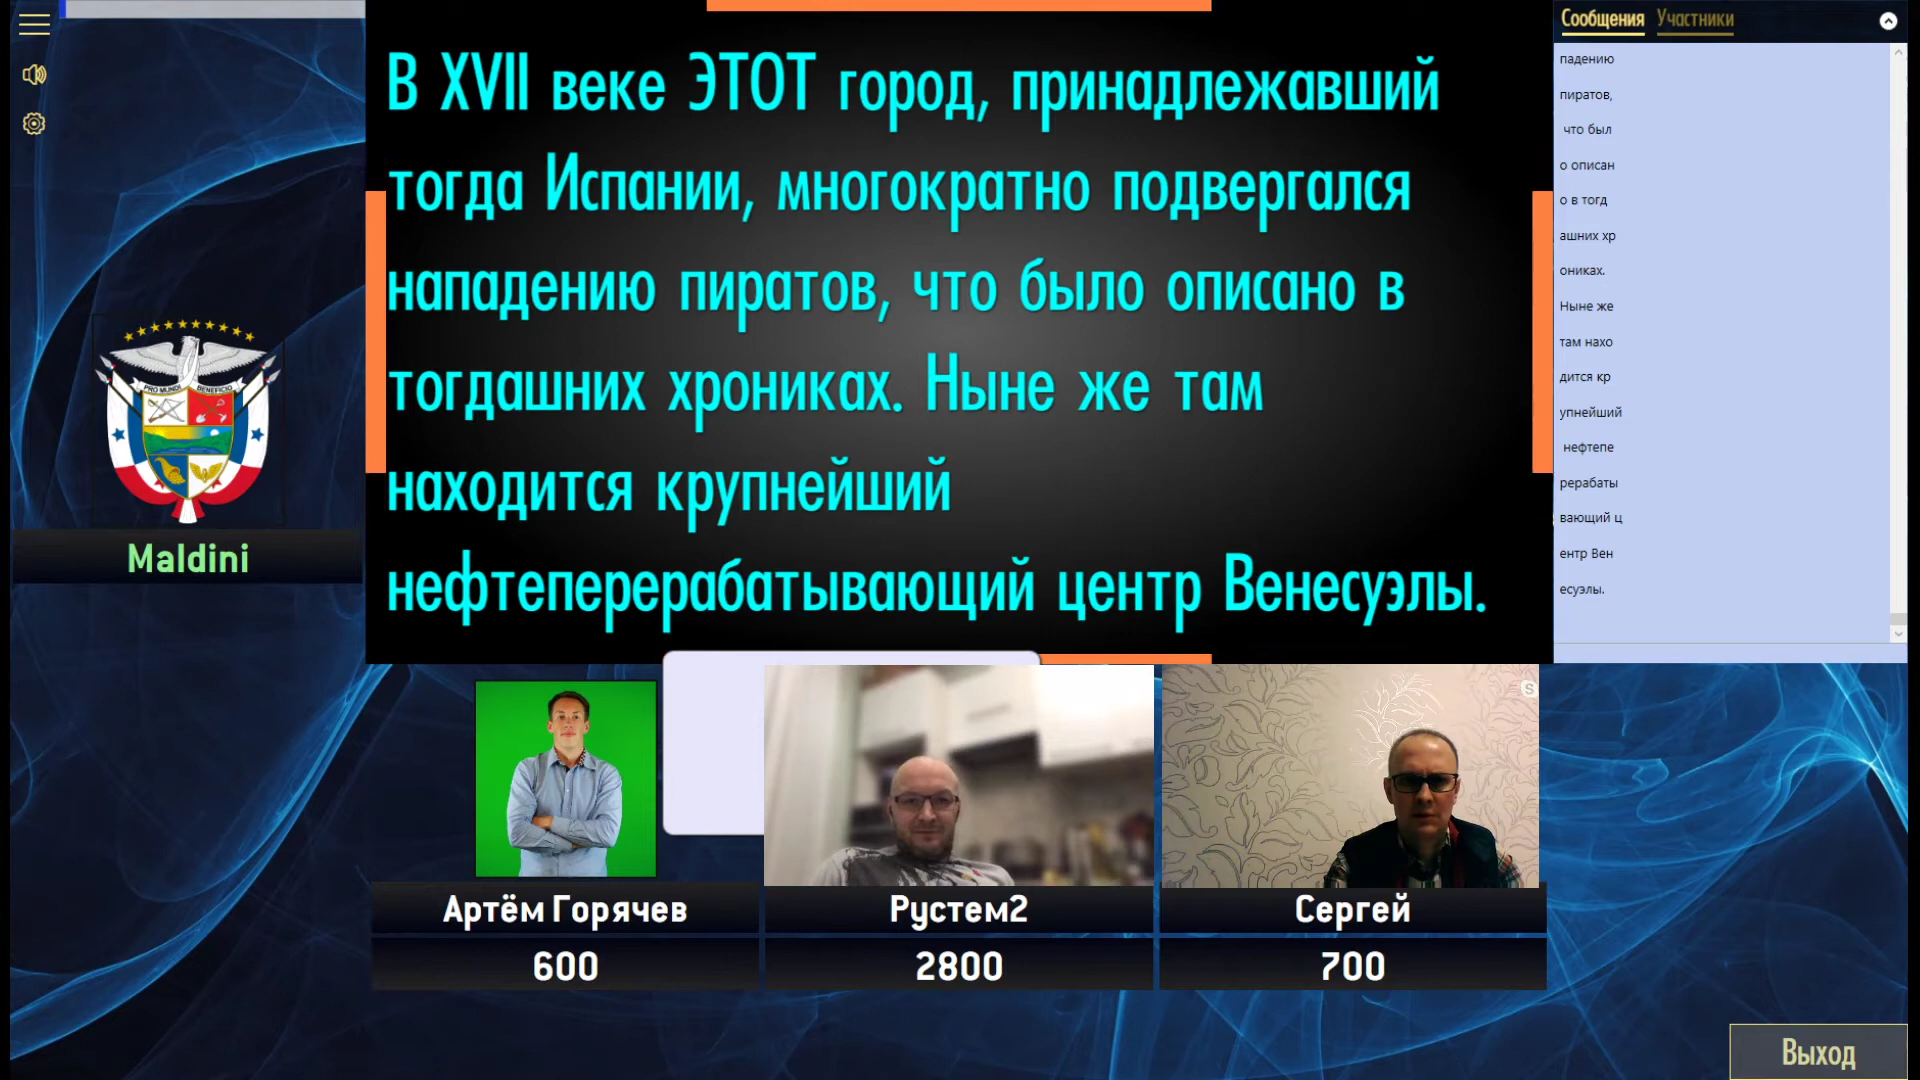 Сообщения Участники
В XVII веке ЭТОТ город, принадлежавший
тогда Испании, многократно подвергался
нападению пиратов, что было описано в
тогдашних хрониках. Ныне же там
находится крупнейший
нефтеперерабатывающий центр Венесуэлы.
падению
пиратов,
что был
о описан
о в тогд
ашних хр
ониках.
Ныне же
там нахо
дится кр
упнейший
нефтепе
рерабаты
вающий ц
ентр Вен
есуэлы.
PRO MUNDI BENEFICIO
Maldini
S
Артём Горячев
Рустем2
Сергей
600
2800
700
Выход